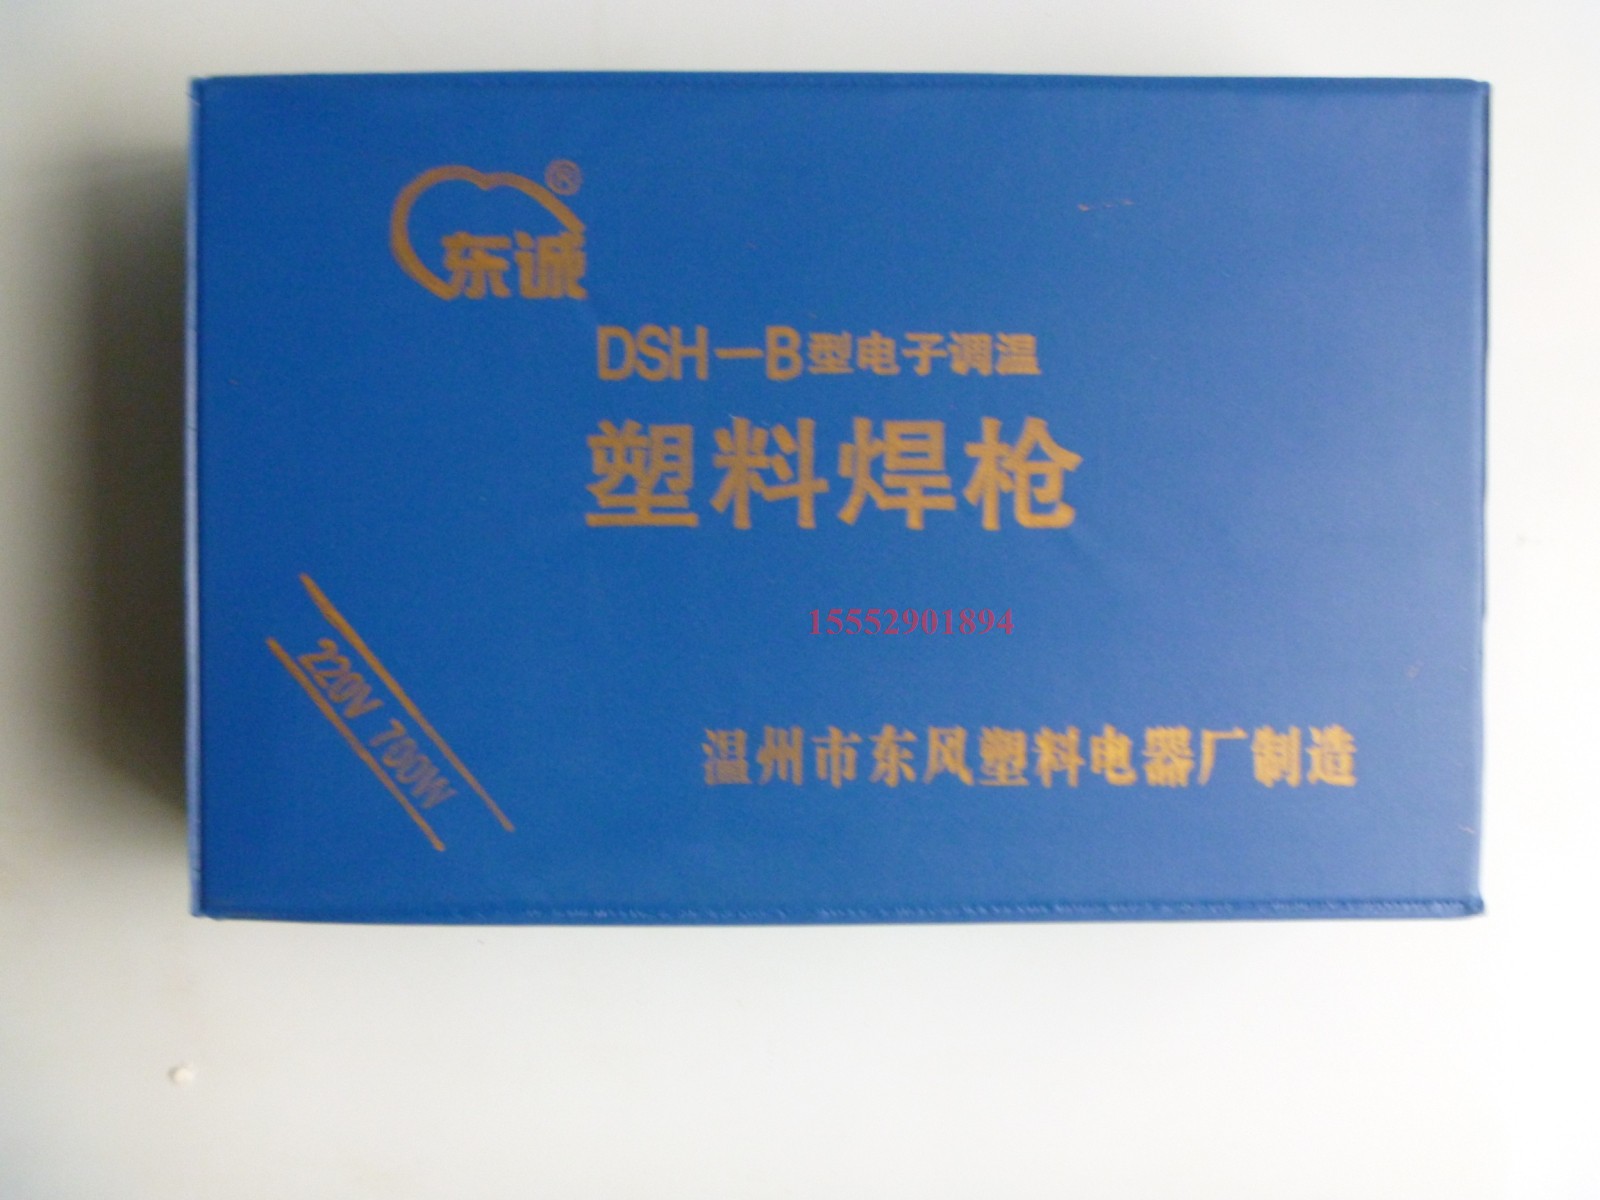 东诚®
DSH-B型电子调温
塑料焊枪
15552901894
220V 700W
温州市东风塑料电器厂制造